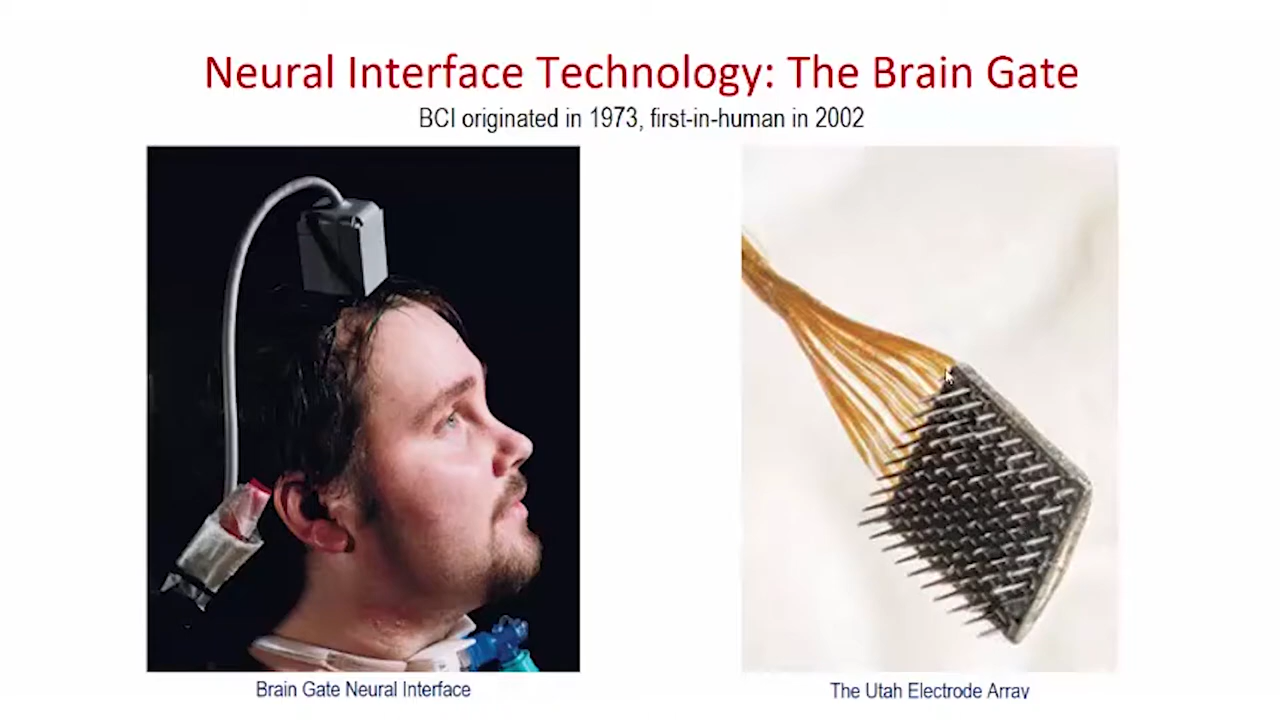 Neural Interface Technology: The Brain Gate
BCI originated in 1973, first-in-human in 2002
Brain Gate Neural Interface
The Utah Electrode Array